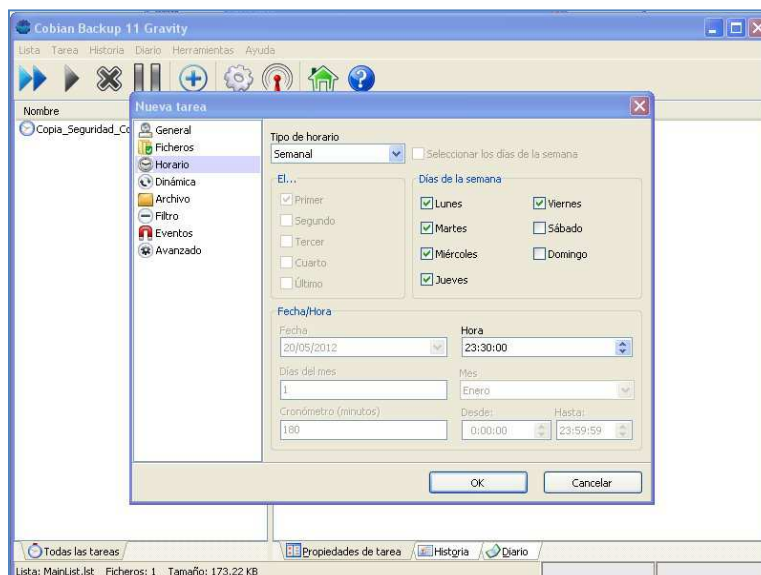 Cobian Backup 11 Gravity
Lista Tarea Historia Diario Herramientas Ayuda
Nombre
Copia_Seguridad_Co
Nueva tarea
General
Ficheros
Horario
Dinámica
Archivo
Filtro
Eventos
Avanzado
Tipo de horario
Semanal
Seleccionar los días de la semana
El...
Primer
Segundo
Tercer
Cuarto
Último
Días de la semana
Lunes Viernes
Martes Sábado
Miércoles Domingo
Jueves
Fecha/Hora
Fecha Hora
20/05/2012 23:30:00
Días del mes Mes
1 Enero
Cronómetro (minutos) Desde: Hasta:
180 0:00:00 23:59:59
OK Cancelar
Todas las tareas Propiedades de tarea Historia Diario
Lista: MainList.lst Ficheros: 1 Tamaño: 173,22 KB